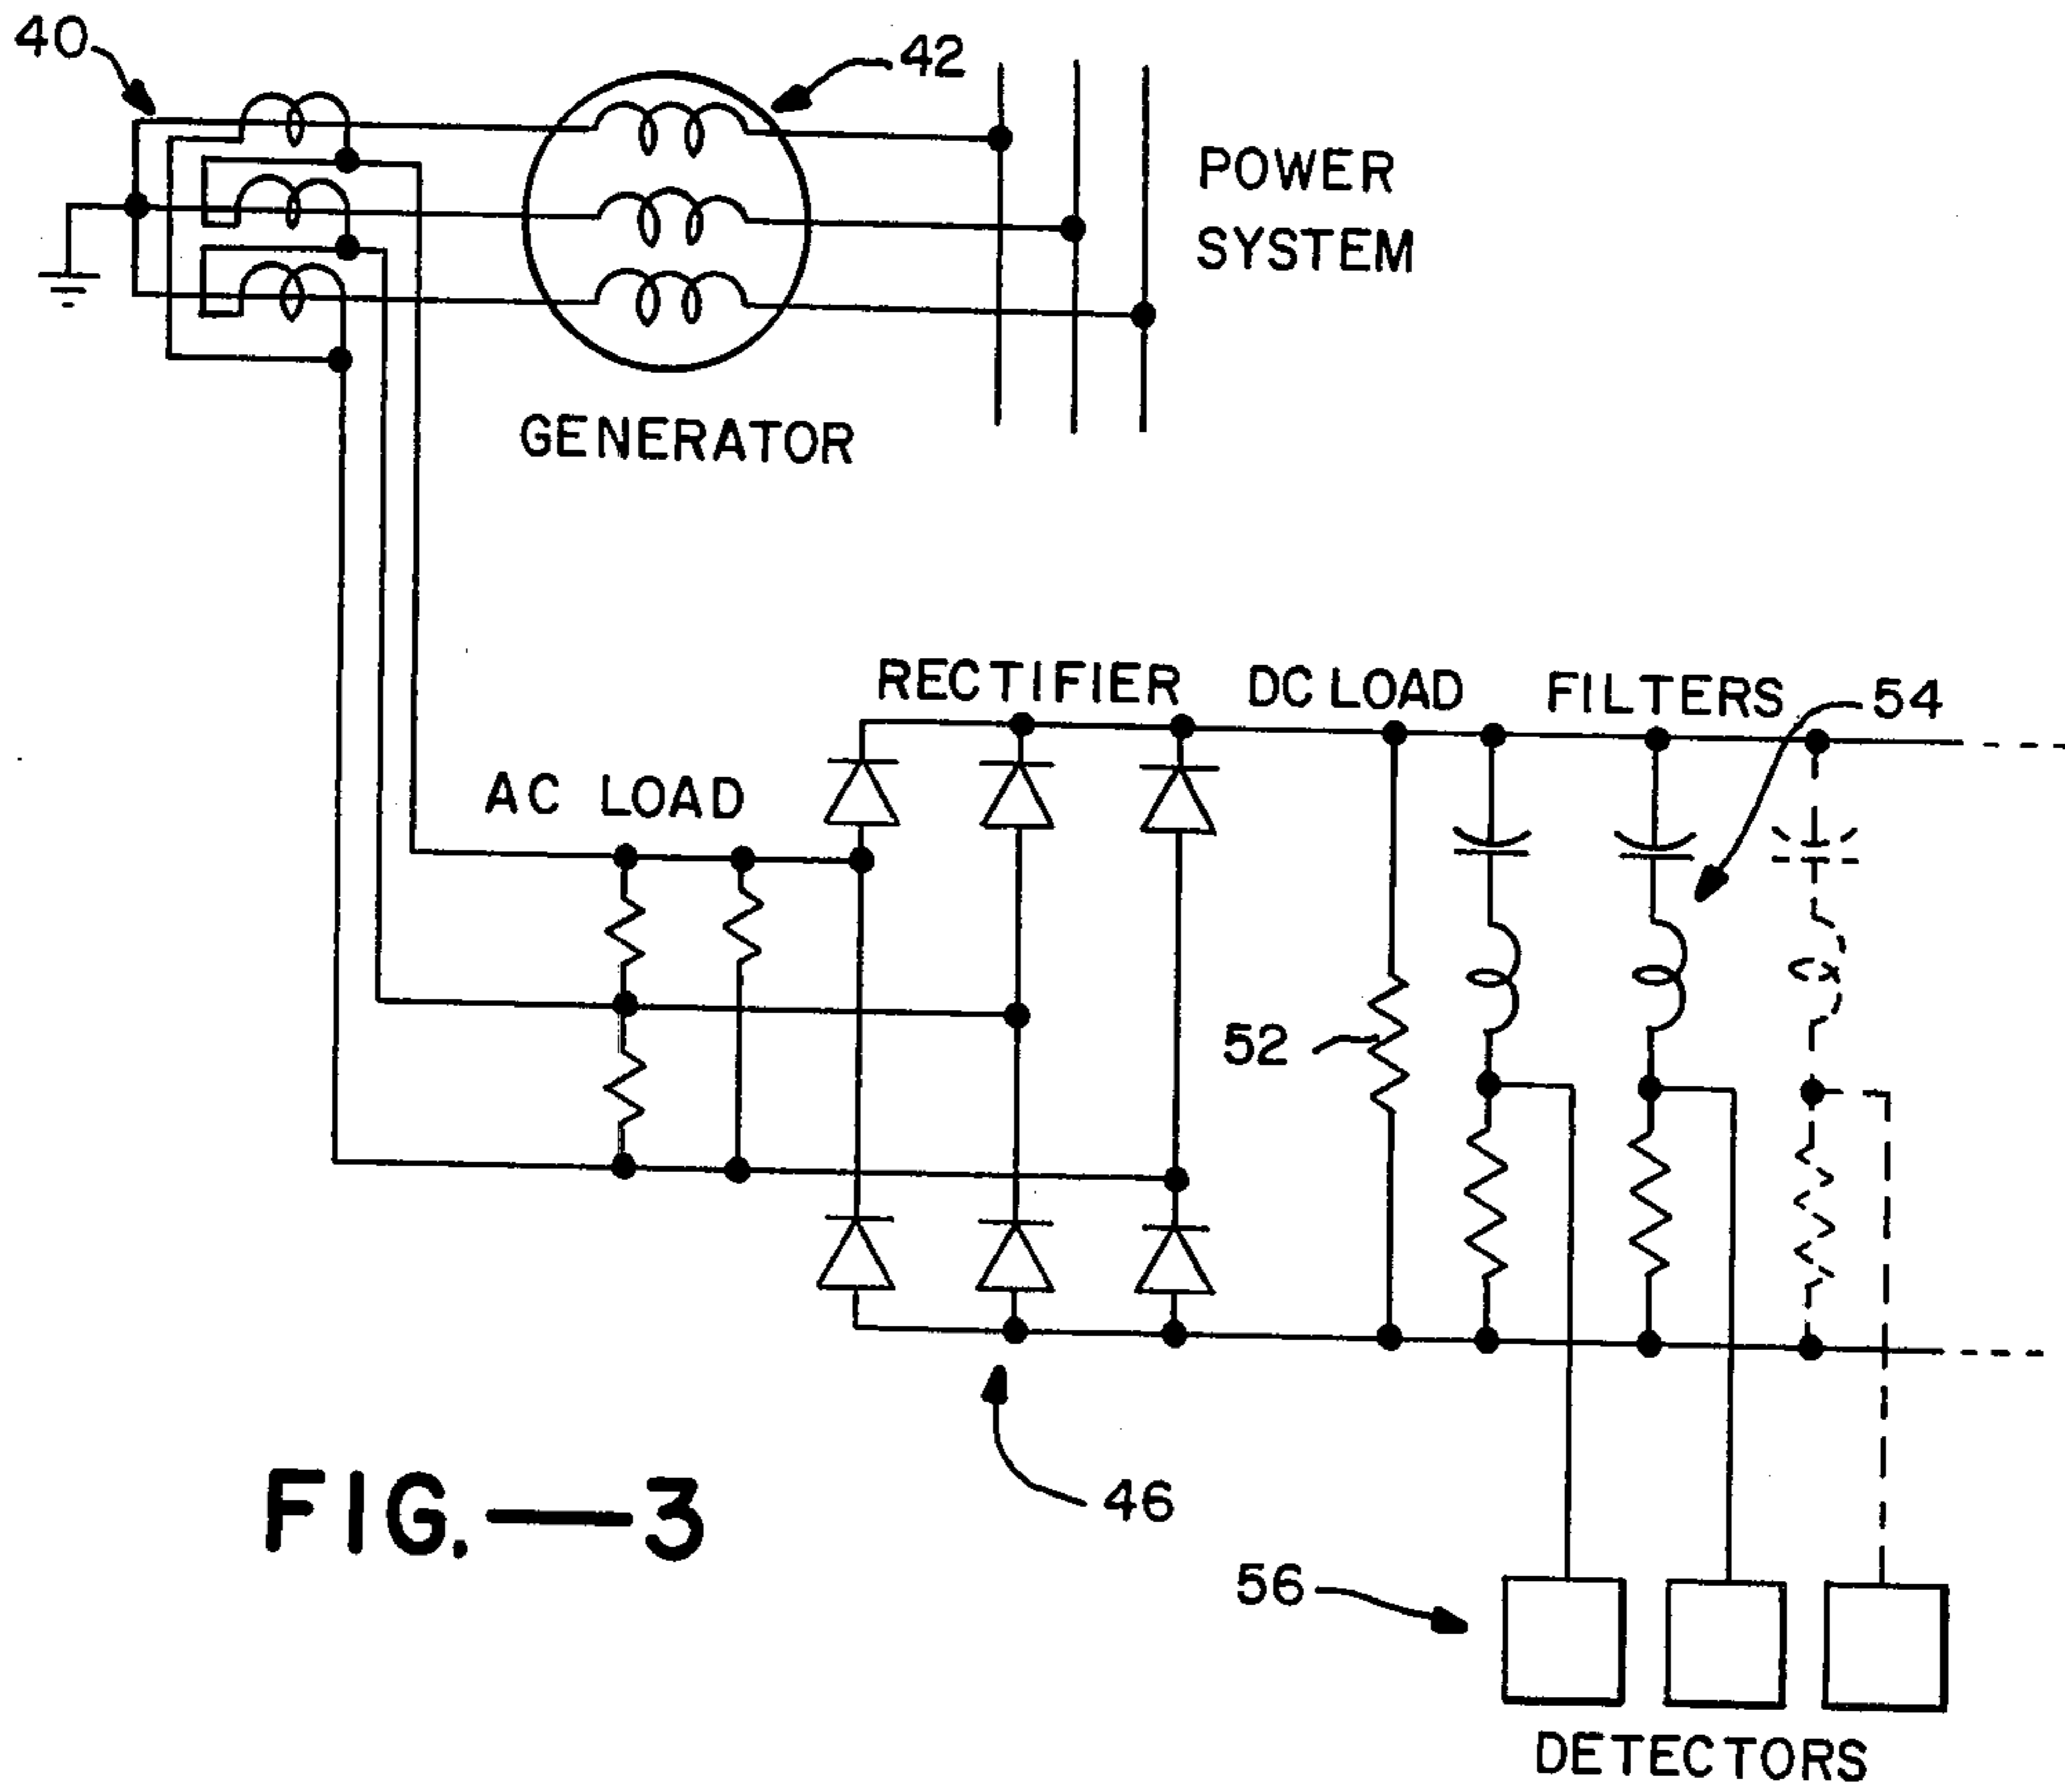 40
42
POWER
SYSTEM
GENERATOR
RECTIFIER
DC LOAD
FILTERS
54
AC LOAD
52
46
FIG.—3
56
DETECTORS